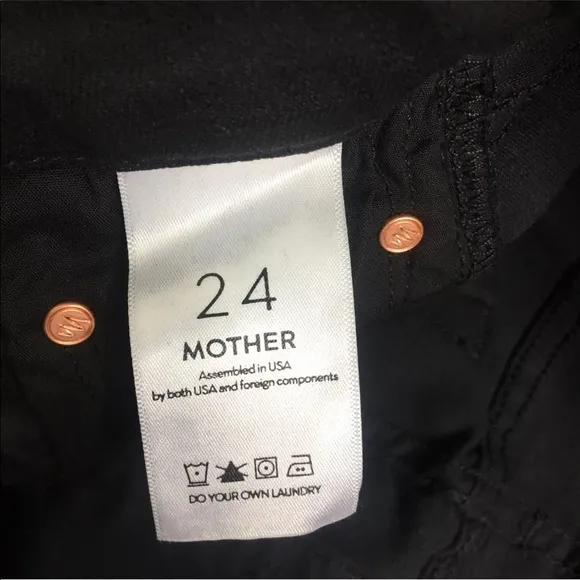 24
MOTHER
Assembled in USA
by both USA and foreign components
DO YOUR OWN LAUNDRY